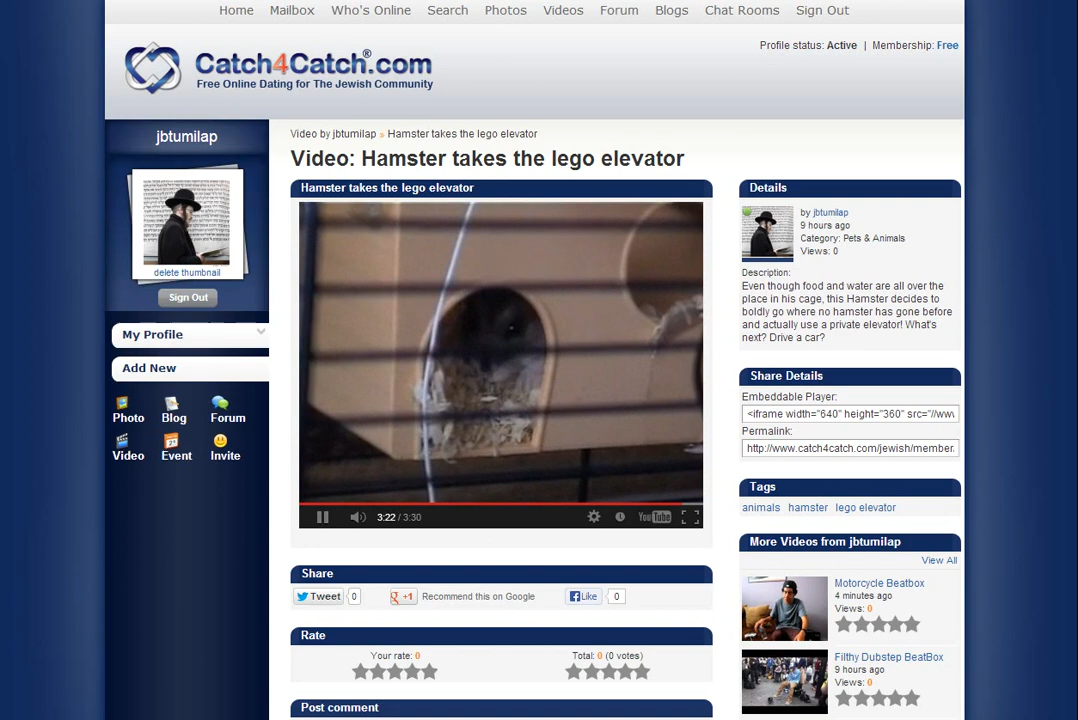 Home Mailbox Who's Online Search Photos Videos Forum Blogs Chat Rooms Sign Out
Profile status: Active | Membership: Free
Catch4Catch.com®
Free Online Dating for The Jewish Community
jbtumilap
delete thumbnail
Sign Out
My Profile
Add New
Photo Blog Forum
Video Event Invite
Video by jbtumilap » Hamster takes the lego elevator
Video: Hamster takes the lego elevator
Hamster takes the lego elevator
3:22 / 3:30
YouTube
Share
Tweet 0 +1 Recommend this on Google Like 0
Rate
Your rate: 0 Total: 0 (0 votes)
Post comment
Details
by jbtumilap
9 hours ago
Category: Pets & Animals
Views: 0
Description:
Even though food and water are all over the
place in his cage, this Hamster decides to
boldly go where no hamster has gone before
and actually use a private elevator! What's
next? Drive a car?
Share Details
Embeddable Player:
<iframe width="640" height="360" src="//www
Permalink:
http://www.catch4catch.com/jewish/member.
Tags
animals hamster lego elevator
More Videos from jbtumilap
View All
Motorcycle Beatbox
4 minutes ago
Views: 0
Filthy Dubstep BeatBox
9 hours ago
Views: 0